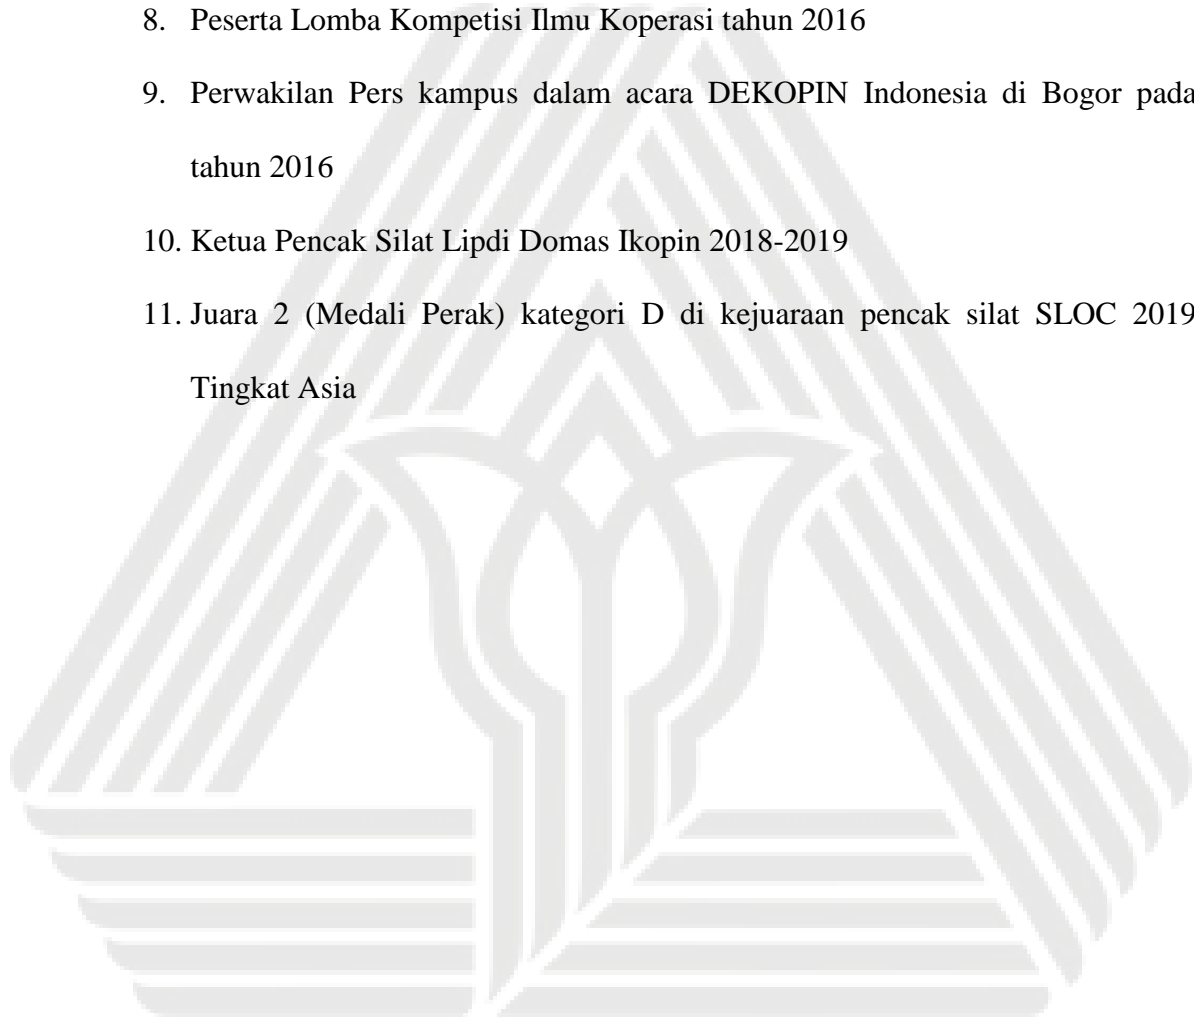 8. Peserta Lomba Kompetisi Ilmu Koperasi tahun 2016
9. Perwakilan Pers kampus dalam acara DEKOPIN Indonesia di Bogor pada
tahun 2016
10. Ketua Pencak Silat Lipdi Domas Ikopin 2018-2019
11. Juara 2 (Medali Perak) kategori D di kejuaraan pencak silat SLOC 2019
Tingkat Asia